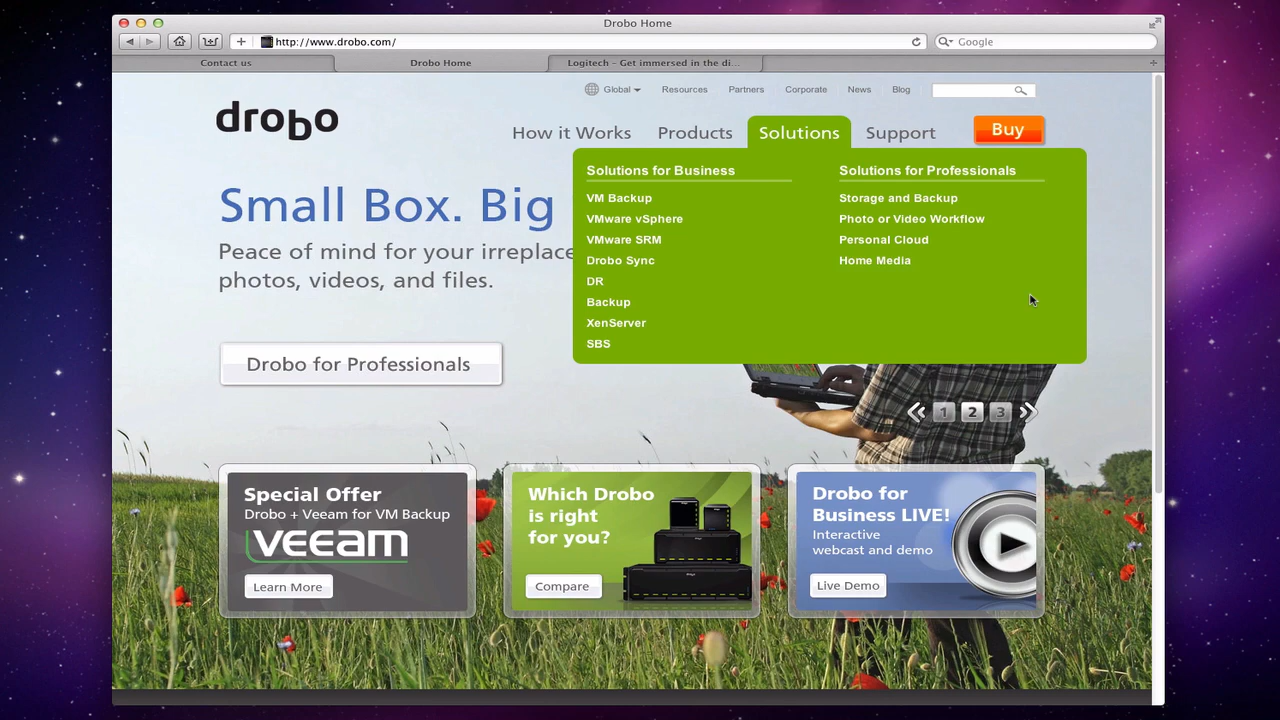 Drobo Home
http://www.drobo.com/
Google
Contact us
Drobo Home
Logitech – Get immersed in the di...
Global
Resources
Partners
Corporate
News
Blog
drobo
How it Works
Products
Solutions
Support
Buy
Solutions for Business
VM Backup
VMware vSphere
VMware SRM
Drobo Sync
DR
Backup
XenServer
SBS
Solutions for Professionals
Storage and Backup
Photo or Video Workflow
Personal Cloud
Home Media
Small Box. Big
Peace of mind for your irreplace
photos, videos, and files.
Drobo for Professionals
1
2
3
Special Offer
Drobo + Veeam for VM Backup
veeam
Learn More
Which Drobo
is right
for you?
Compare
Drobo for
Business LIVE!
Interactive
webcast and demo
Live Demo